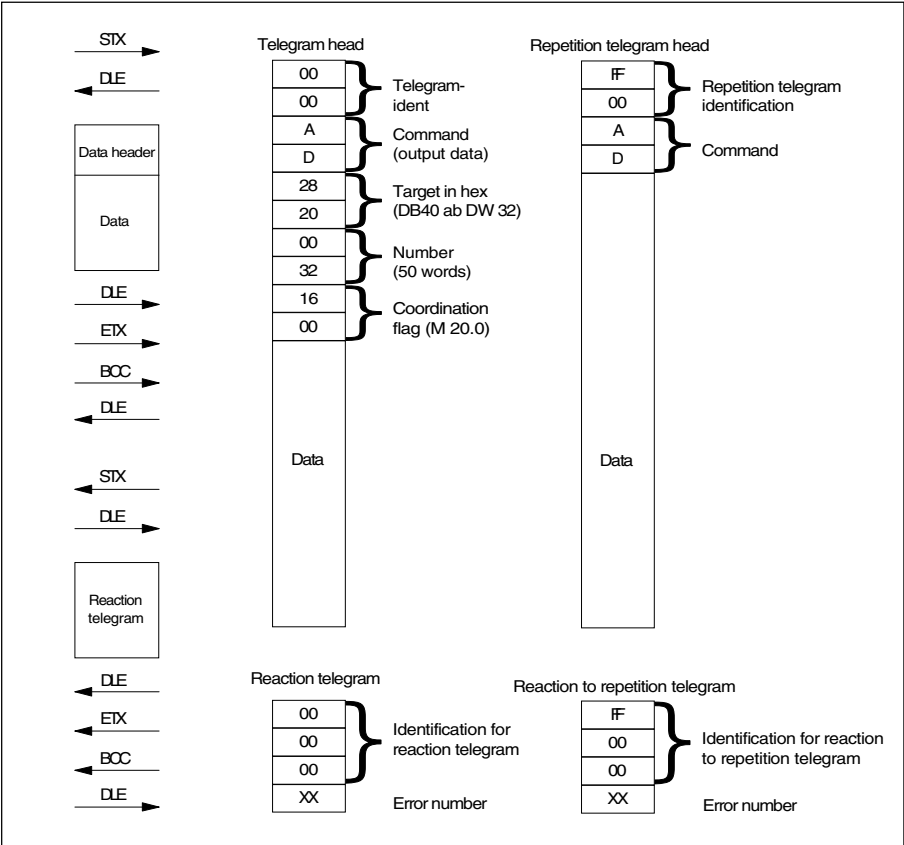 STX
DLE
Data header
Data
DLE
ETX
BCC
DLE
STX
DLE
Reaction
telegram
DLE
ETX
BCC
DLE
Telegram head
00
00
Telegram-
ident
A
D
Command
(output data)
28
20
Target in hex
(DB40 ab DW 32)
00
32
Number
(50 words)
16
00
Coordination
flag (M 20.0)
Data
Reaction telegram
00
00
00
Identification for
reaction telegram
XX
Error number
Repetition telegram head
FF
00
Repetition telegram
identification
A
D
Command
Data
Reaction to repetition telegram
FF
00
00
Identification for reaction
to repetition telegram
XX
Error number